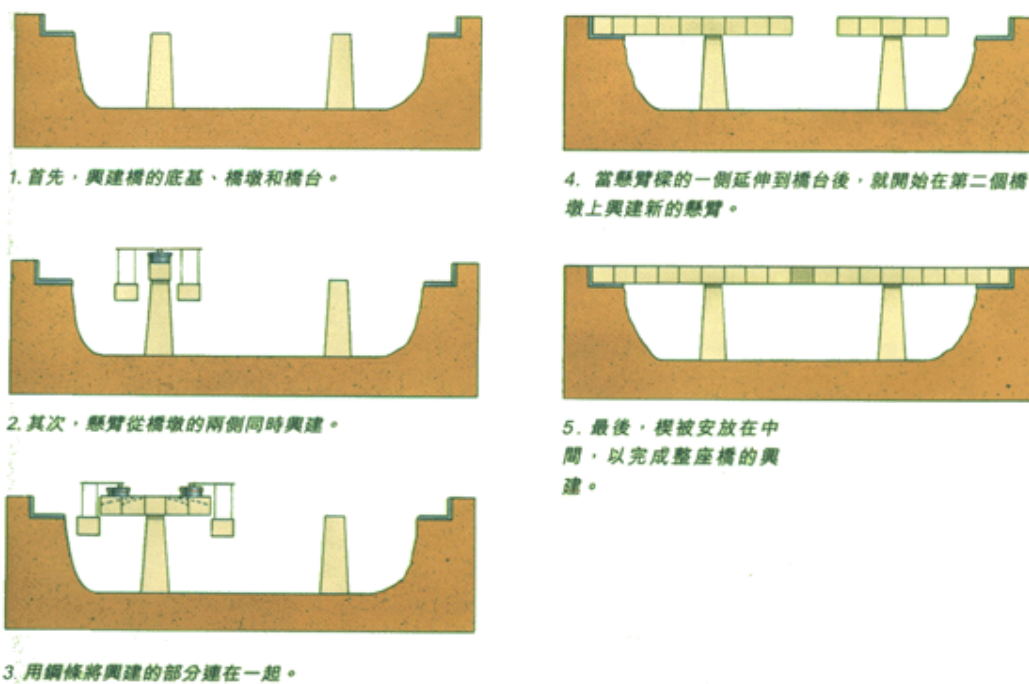 1. 首先，興建橋的底基、橋墩和橋台。
2. 其次，懸臂從橋墩的兩側同時興建。
3. 用鋼條將興建的部分連在一起。
4. 當懸臂樑的一側延伸到橋台後，就開始在第二個橋
墩上興建新的懸臂。
5. 最後，楔被安放在中
間，以完成整座橋的興
建。